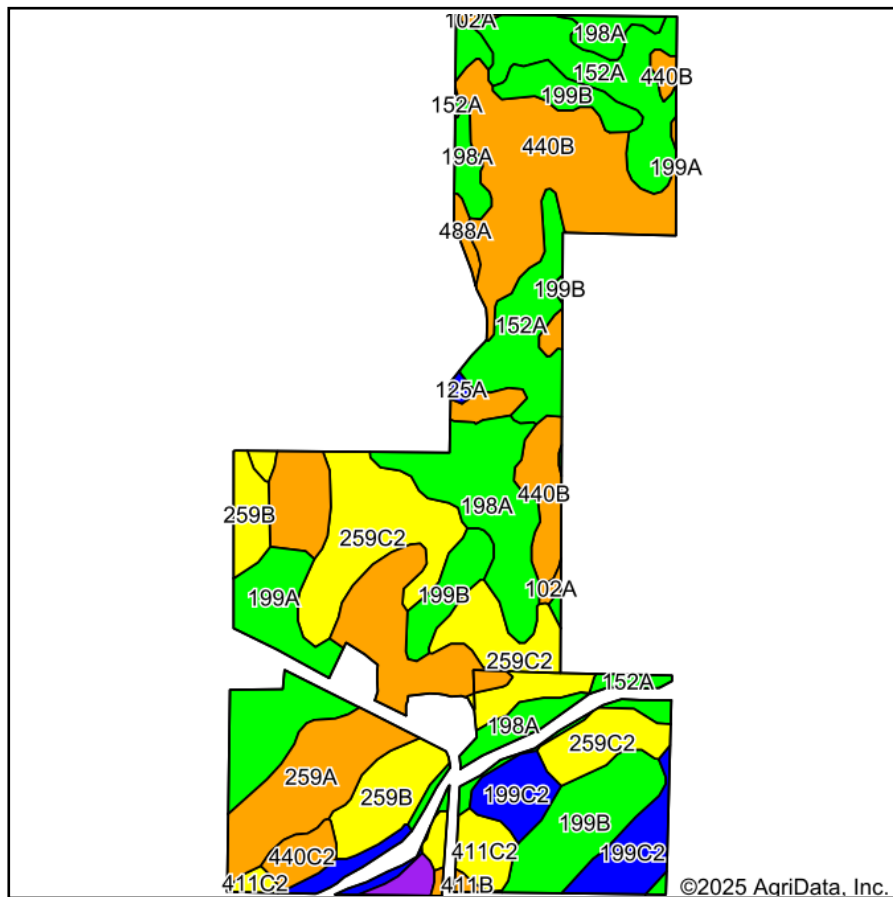 102A
198A
152A
440B
199B
152A
440B
198A
199A
488A
199B
152A
125A
440B
198A
259B
259C2
102A
199B
199A
259C2
152A
198A
259C2
259A
259B
199C2
199B
411C2
199C2
440C2
411C2
411B
©2025 AgriData, Inc.